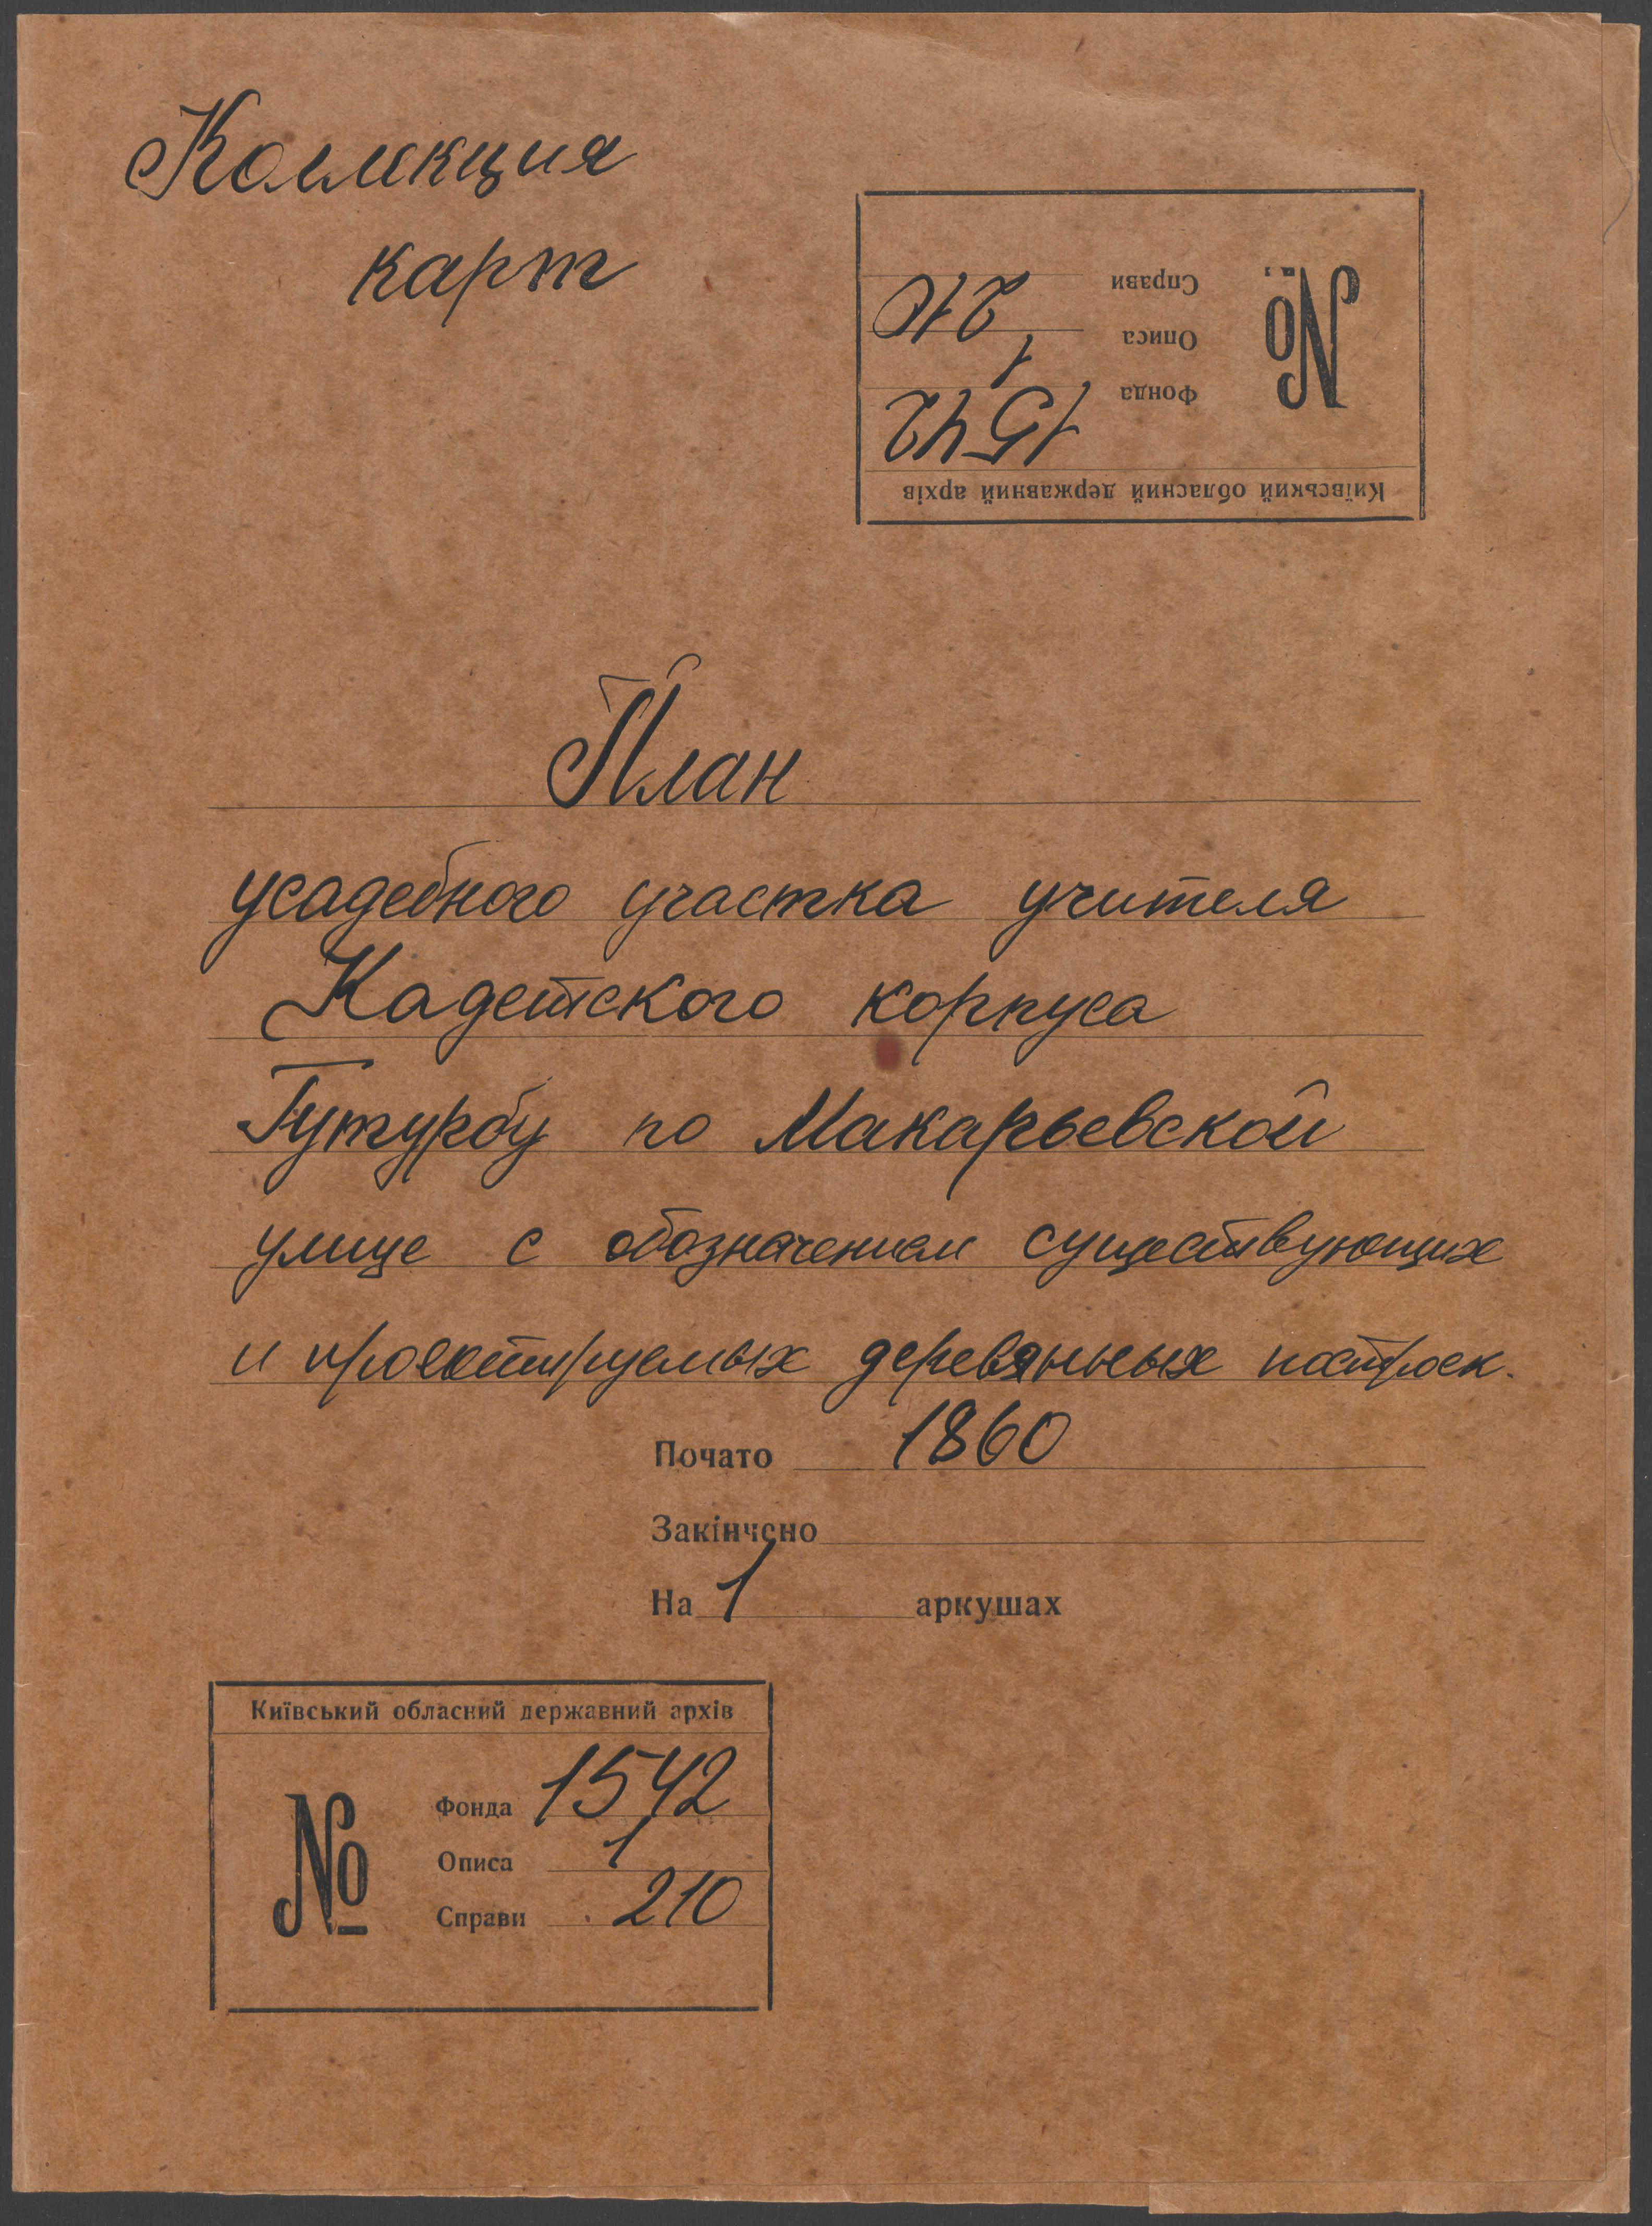 Коллекция
карт
Київський обласний державний архів
№
Фонда 1542
Описа 1
Справи 210
План
усадебного участка учителя
Кадетского корпуса
Гутурбу по Макарьевской
улице с обозначением существующих
и проектируемых деревянных построек.
Почато 1860
Закінчено
На 1 аркушах
Київський обласний державний архів
№
Фонда 1542
Описа 1
Справи 210